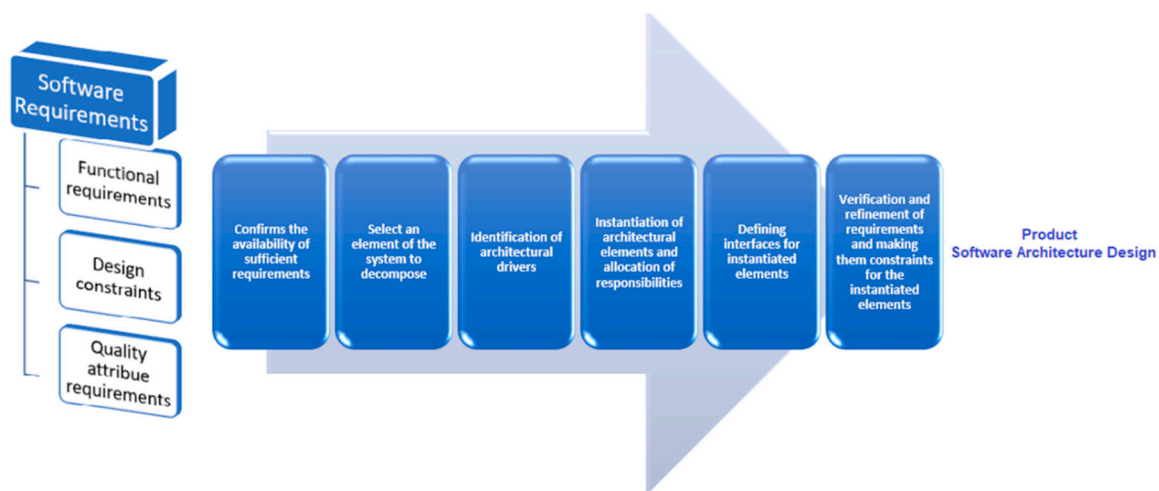 Software
Requirements
Functional
requirements
Design
constraints
Quality
attribue
requirements
Confirms the
availability of
sufficient
requirements
Select an
element of the
system to
decompose
Identification of
architectural
drivers
Instantiation of
architectural
elements and
allocation of
responsibilities
Defining
interfaces for
instantiated
elements
Verification and
refinement of
requirements
and making
them constraints
for the
instantiated
elements
Product
Software Architecture Design